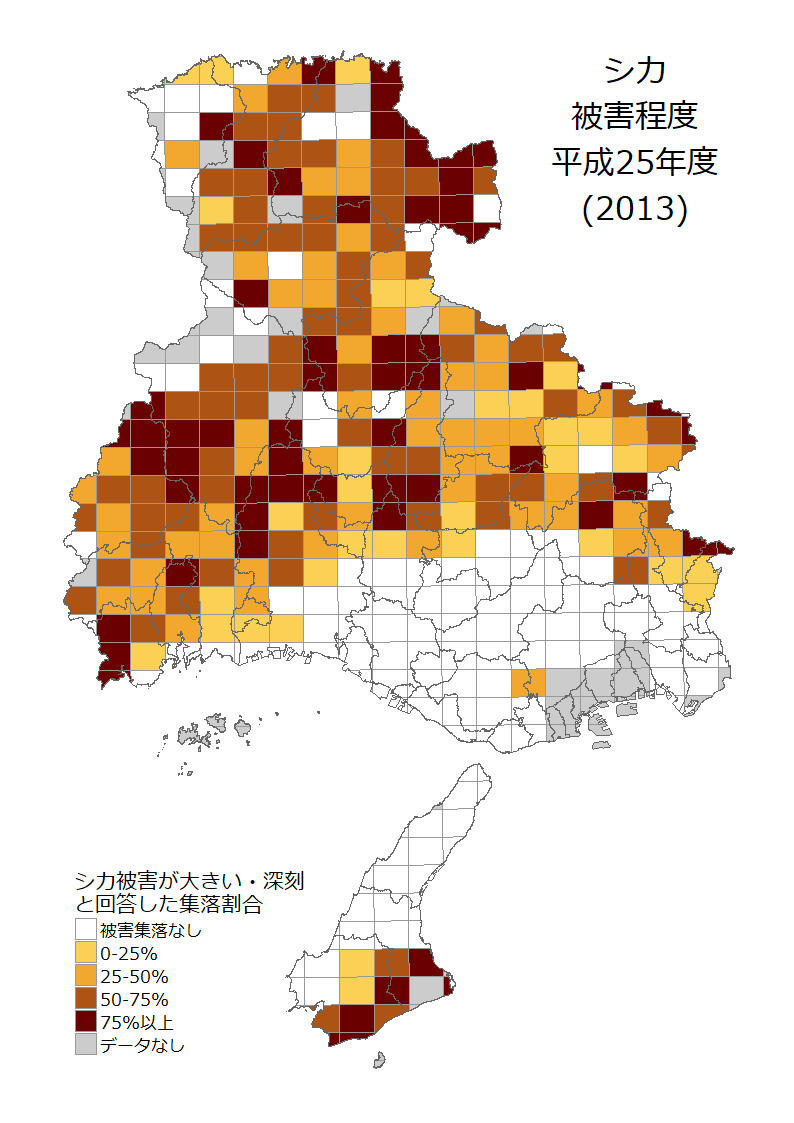 シカ
被害程度
平成25年度
(2013)
シカ被害が大きい・深刻
と回答した集落割合
被害集落なし
0-25%
25-50%
50-75%
75%以上
データなし